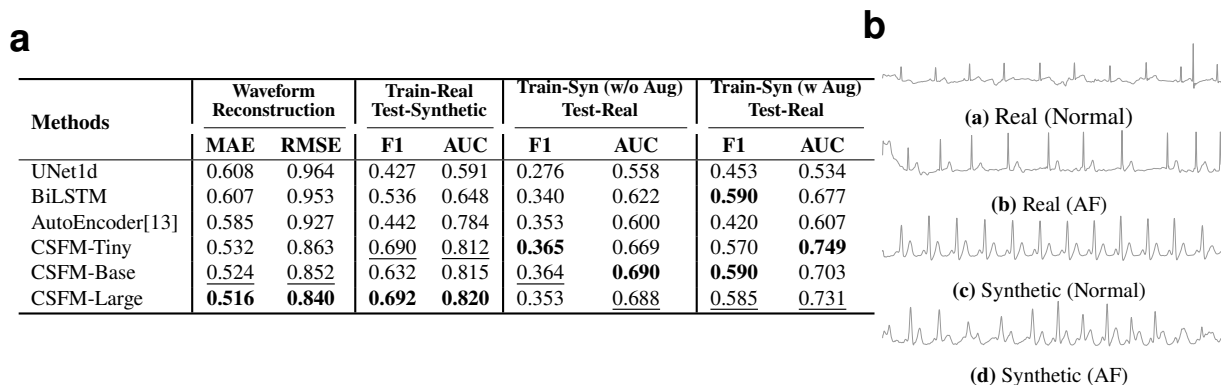 a
Methods Waveform Reconstruction Train-Real Test-Synthetic Train-Syn (w/o Aug) Test-Real Train-Syn (w Aug) Test-Real
MAE RMSE F1 AUC F1 AUC F1 AUC
UNet1d 0.608 0.964 0.427 0.591 0.276 0.558 0.453 0.534
BiLSTM 0.607 0.953 0.536 0.648 0.340 0.622 0.590 0.677
AutoEncoder[13] 0.585 0.927 0.442 0.784 0.353 0.600 0.420 0.607
CSFM-Tiny 0.532 0.863 0.690 0.812 0.365 0.669 0.570 0.749
CSFM-Base 0.524 0.852 0.632 0.815 0.364 0.690 0.590 0.703
CSFM-Large 0.516 0.840 0.692 0.820 0.353 0.688 0.585 0.731
b
(a) Real (Normal)
(b) Real (AF)
(c) Synthetic (Normal)
(d) Synthetic (AF)